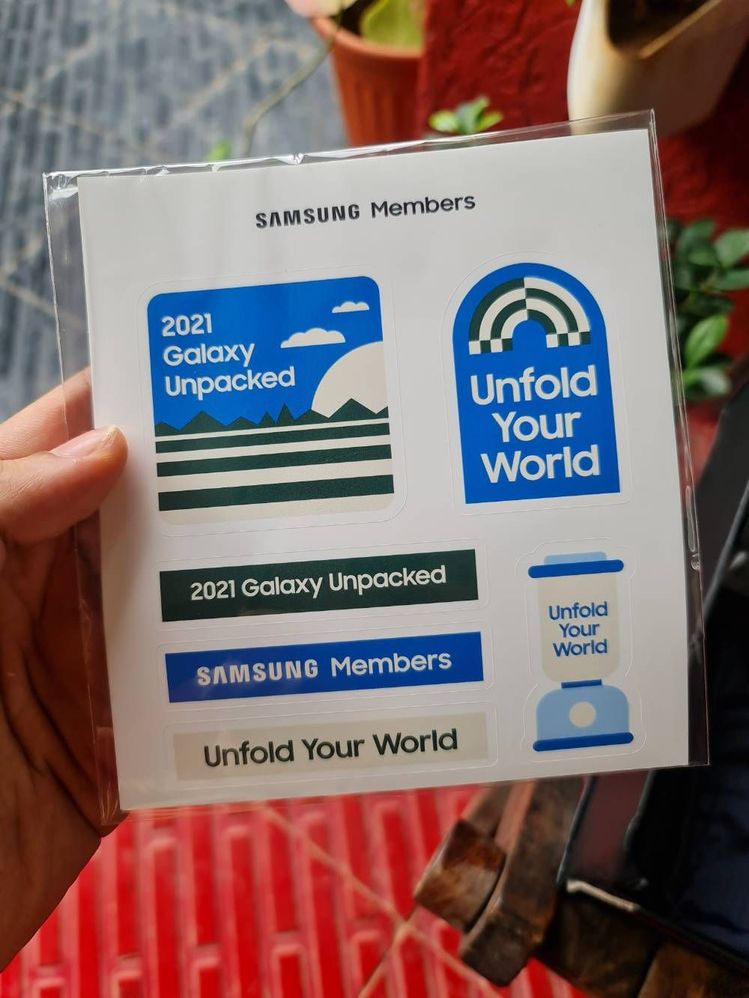 SAMSUNG Members
2021
Galaxy
Unpacked
Unfold
Your
World
2021 Galaxy Unpacked
SAMSUNG Members
Unfold Your World
Unfold
Your
World